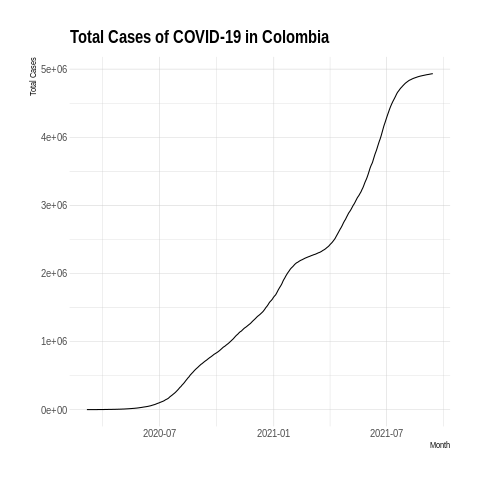 Total Cases of COVID-19 in Colombia
Total Cases
5e+06
4e+06
3e+06
2e+06
1e+06
0e+00
2020-07
2021-01
2021-07
Month